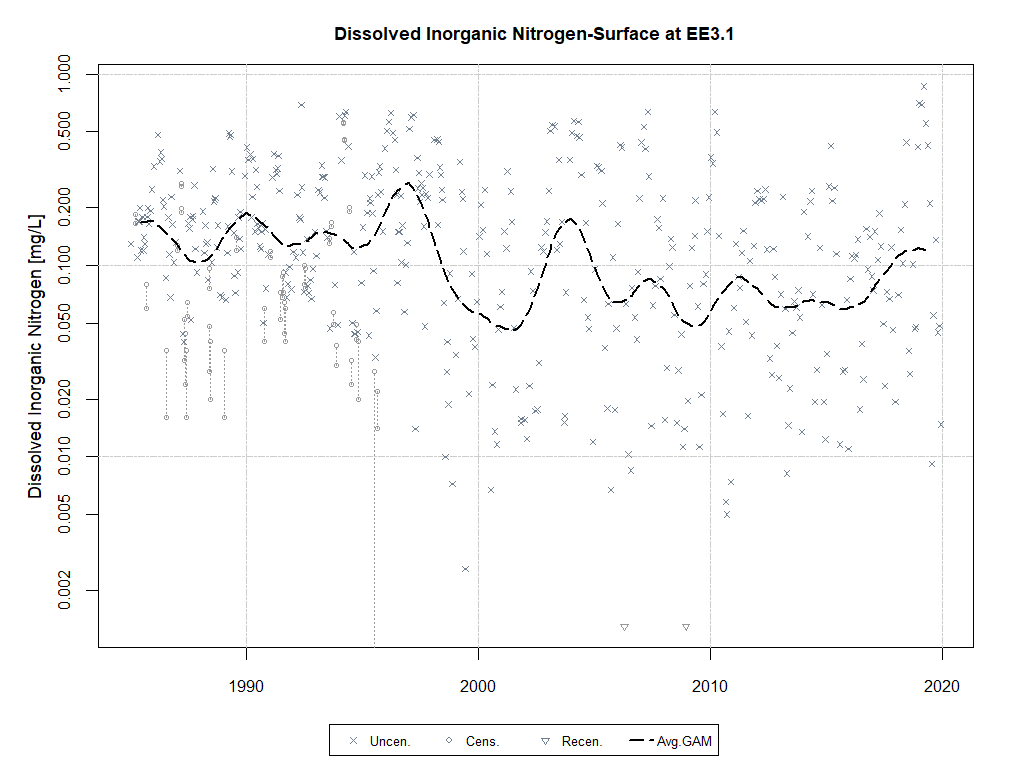 Dissolved Inorganic Nitrogen-Surface at EE3.1
Dissolved Inorganic Nitrogen [mg/L]
1.000
0.500
0.200
0.100
0.050
0.020
0.010
0.005
0.002
1990
2000
2010
2020
Uncen.
Cens.
Recen.
Avg.GAM